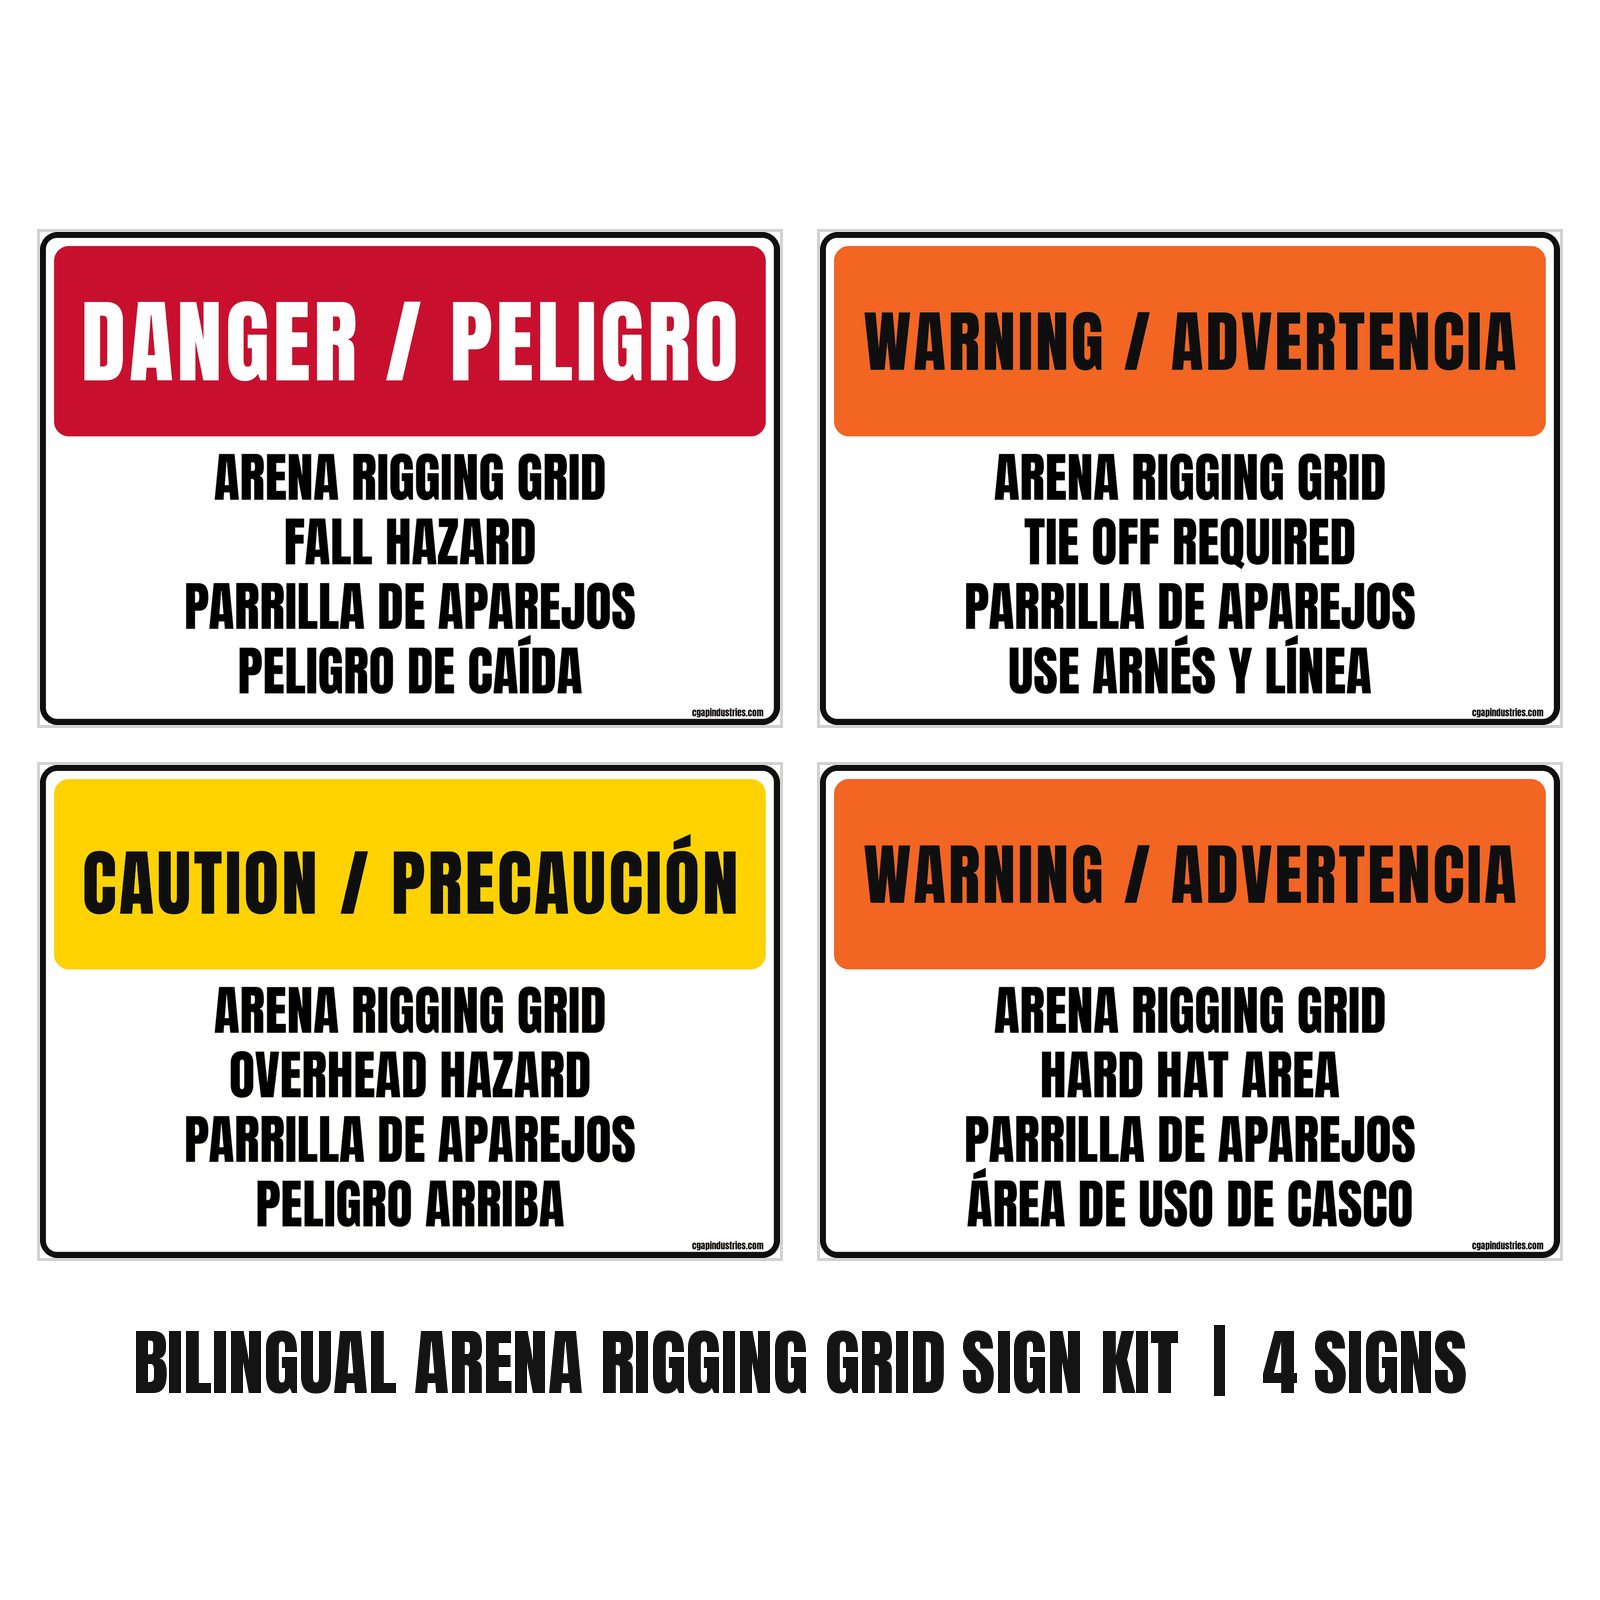 DANGER / PELIGRO
ARENA RIGGING GRID
FALL HAZARD
PARRILLA DE APAREJOS
PELIGRO DE CAÍDA
cgapindustries.com
WARNING / ADVERTENCIA
ARENA RIGGING GRID
TIE OFF REQUIRED
PARRILLA DE APAREJOS
USE ARNÉS Y LÍNEA
cgapindustries.com
CAUTION / PRECAUCIÓN
ARENA RIGGING GRID
OVERHEAD HAZARD
PARRILLA DE APAREJOS
PELIGRO ARRIBA
cgapindustries.com
WARNING / ADVERTENCIA
ARENA RIGGING GRID
HARD HAT AREA
PARRILLA DE APAREJOS
ÁREA DE USO DE CASCO
cgapindustries.com
BILINGUAL ARENA RIGGING GRID SIGN KIT | 4 SIGNS